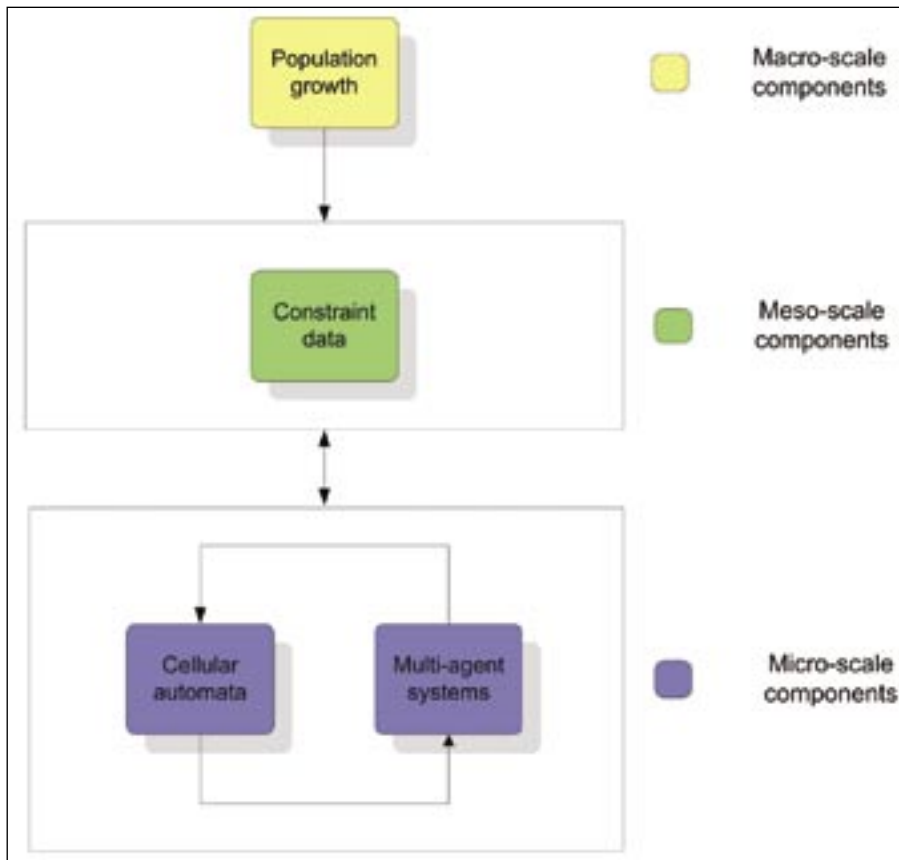 Population
growth
Macro-scale
components
Constraint
data
Meso-scale
components
Cellular
automata
Multi-agent
systems
Micro-scale
components